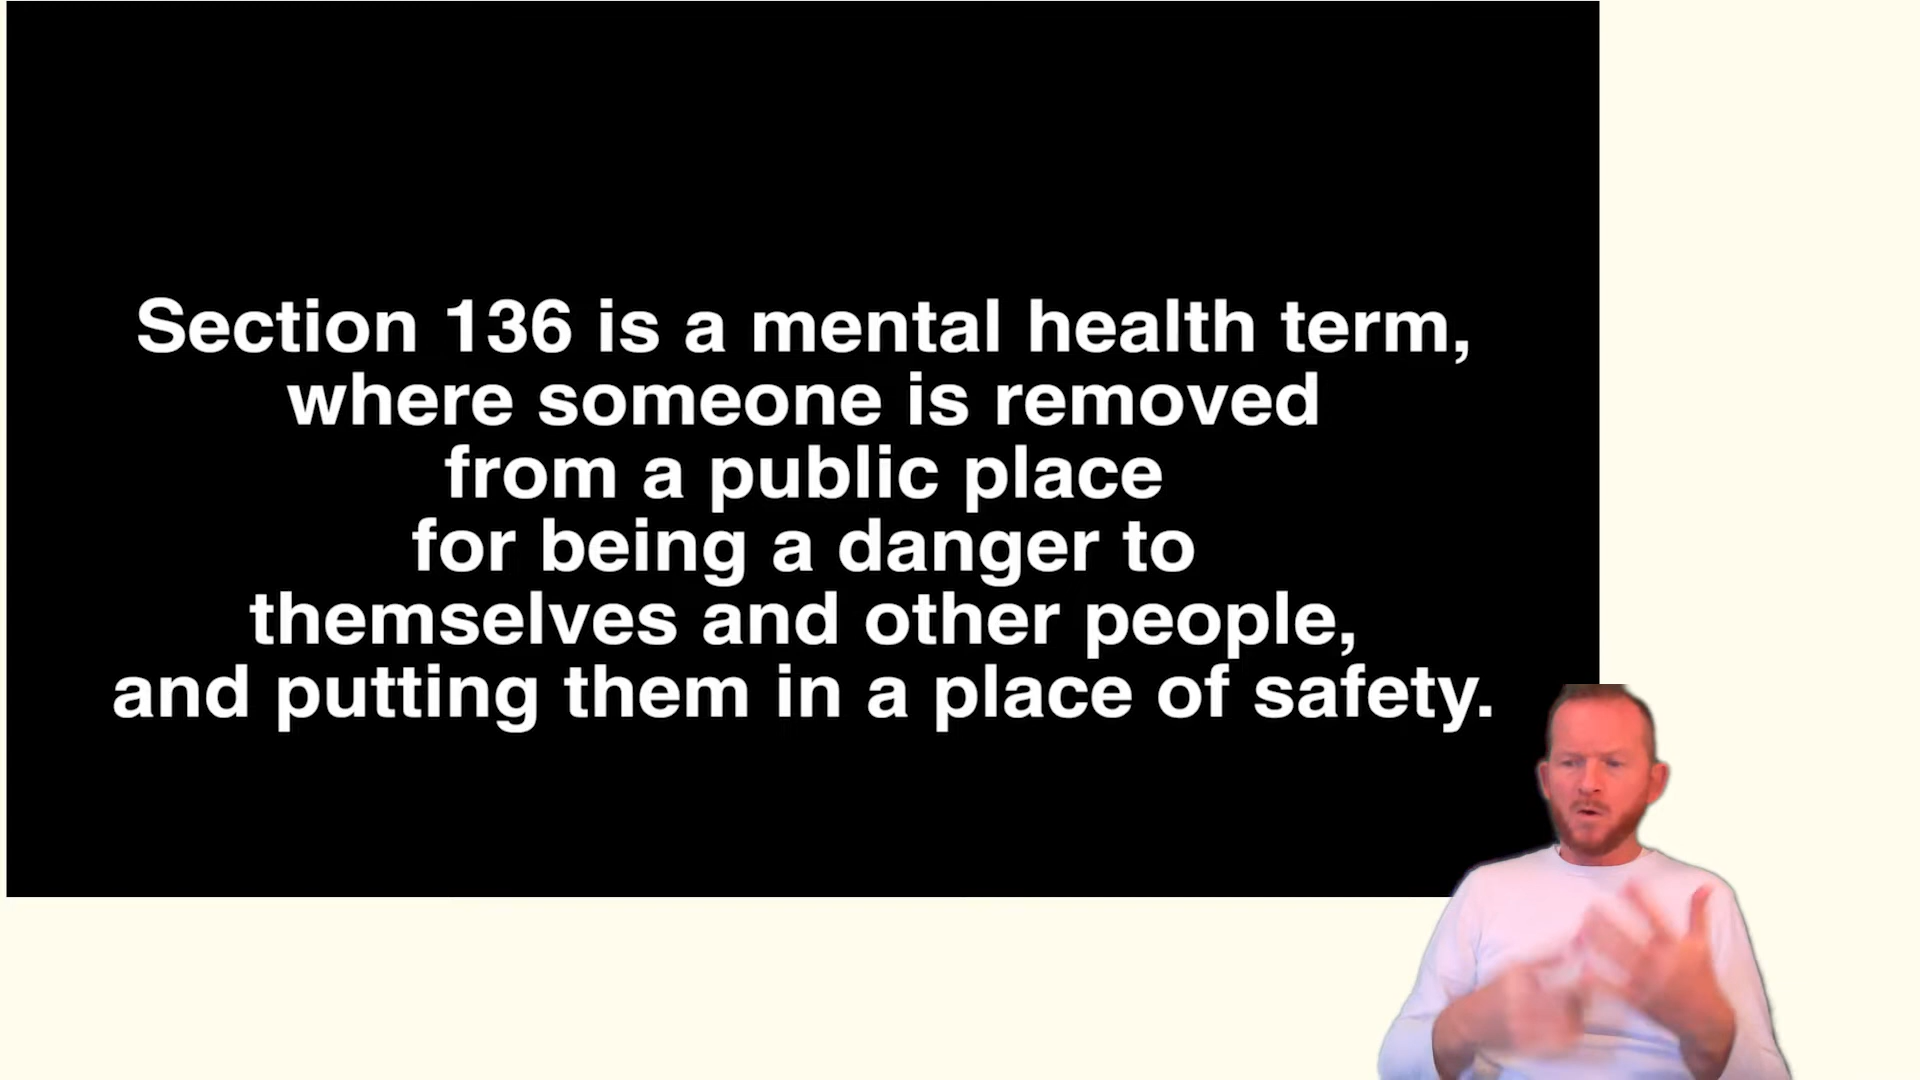 Section 136 is a mental health term,
where someone is removed
from a public place
for being a danger to
themselves and other people,
and putting them in a place of safety.